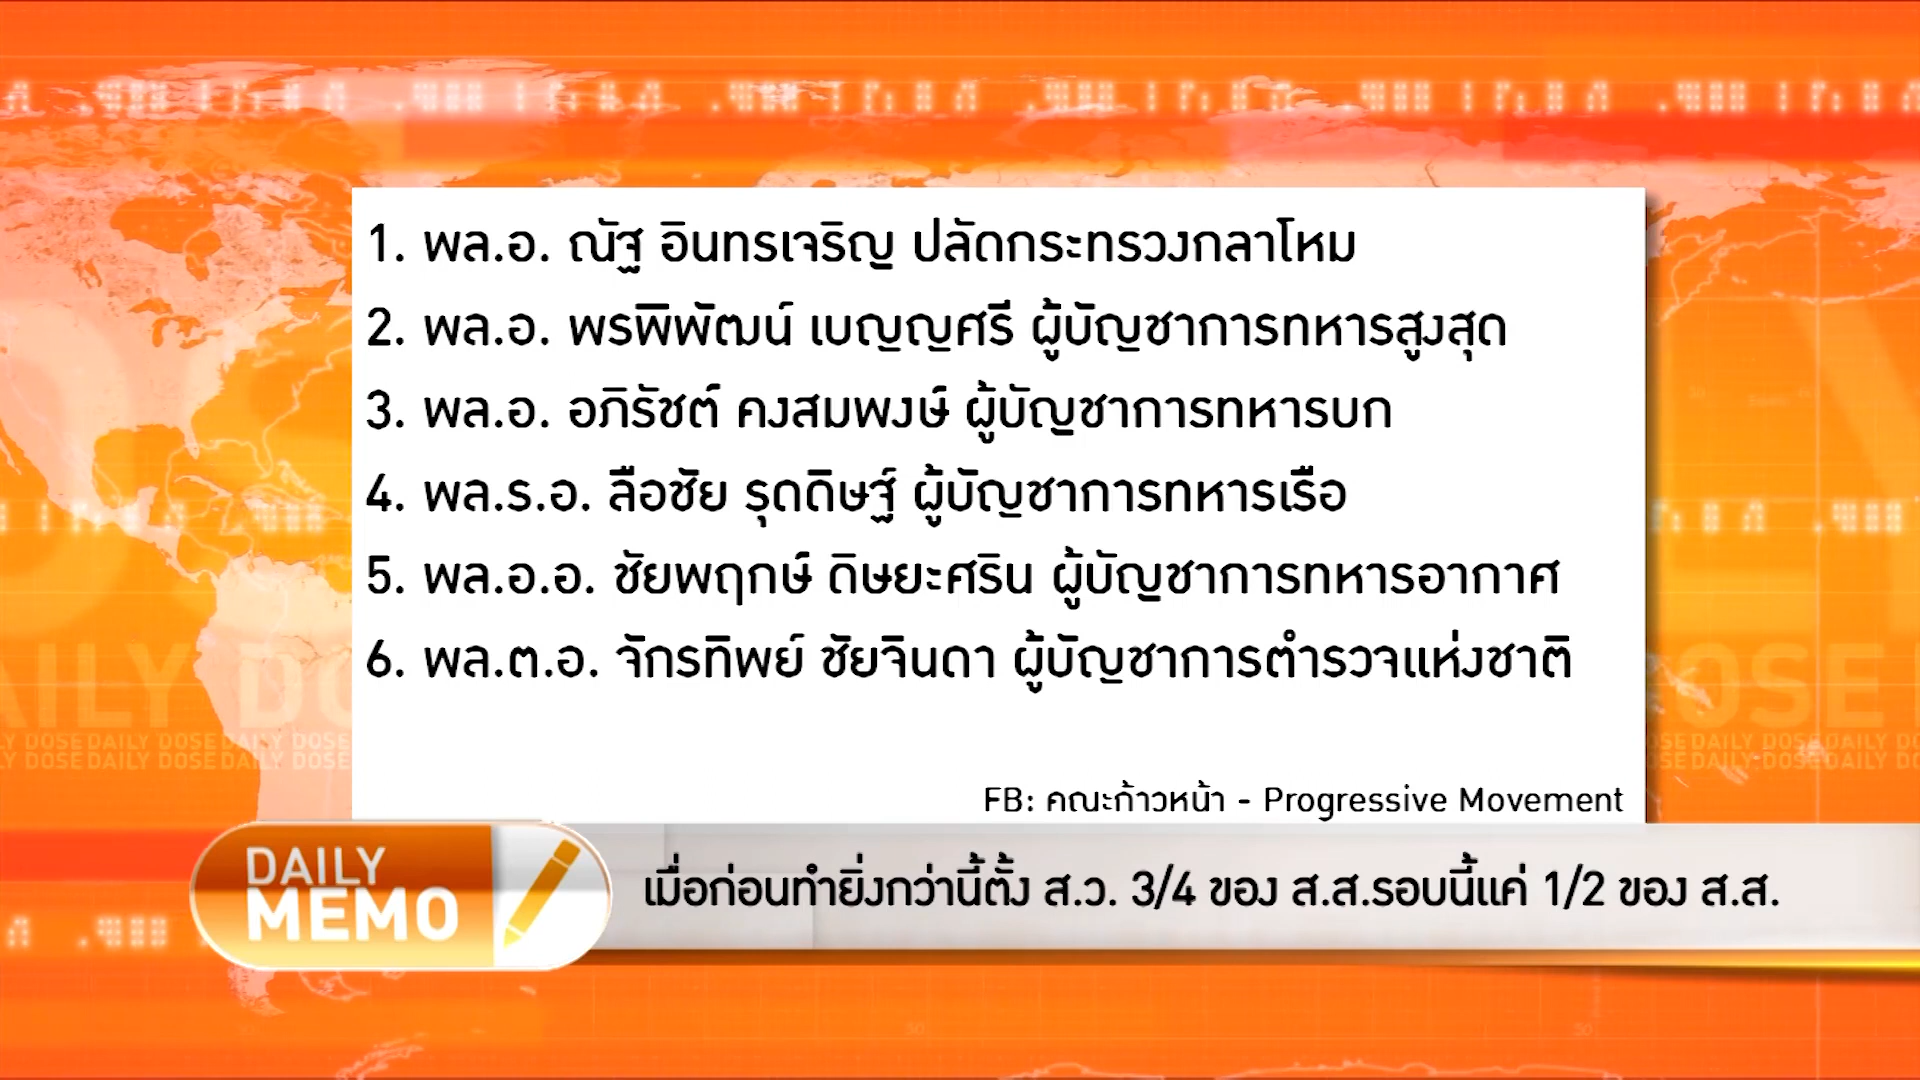 1. พล.อ. ณัฐ อินทรเจริญ ปลัดกระทรวงกลาโหม
2. พล.อ. พรพิพัฒน์ เบญญศรี ผู้บัญชาการทหารสูงสุด
3. พล.อ. อภิรัชต์ คงสมพงษ์ ผู้บัญชาการทหารบก
4. พล.ร.อ. ลือชัย รุดดิษฐ์ ผู้บัญชาการทหารเรือ
5. พล.อ.อ. ชัยพฤกษ์ ดิษยะศริน ผู้บัญชาการทหารอากาศ
6. พล.ต.อ. จักรทิพย์ ชัยจินดา ผู้บัญชาการตำรวจแห่งชาติ
FB: คณะก้าวหน้า - Progressive Movement
DAILY
MEMO
เมื่อก่อนทำยิ่งกว่านี้ตั้ง ส.ว. 3/4 ของ ส.ส.รอบนี้แค่ 1/2 ของ ส.ส.